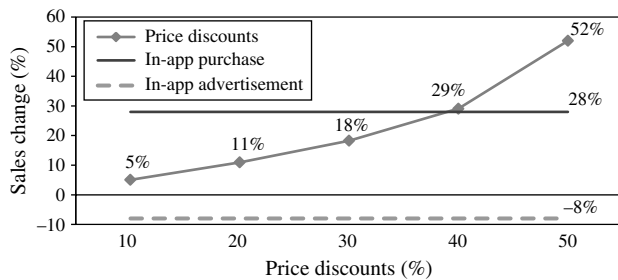 60
50
40
30
20
10
0
–10
Sales change (%)
Price discounts
In-app purchase
In-app advertisement
5%
11%
18%
29%
52%
28%
–8%
10 20 30 40 50
Price discounts (%)